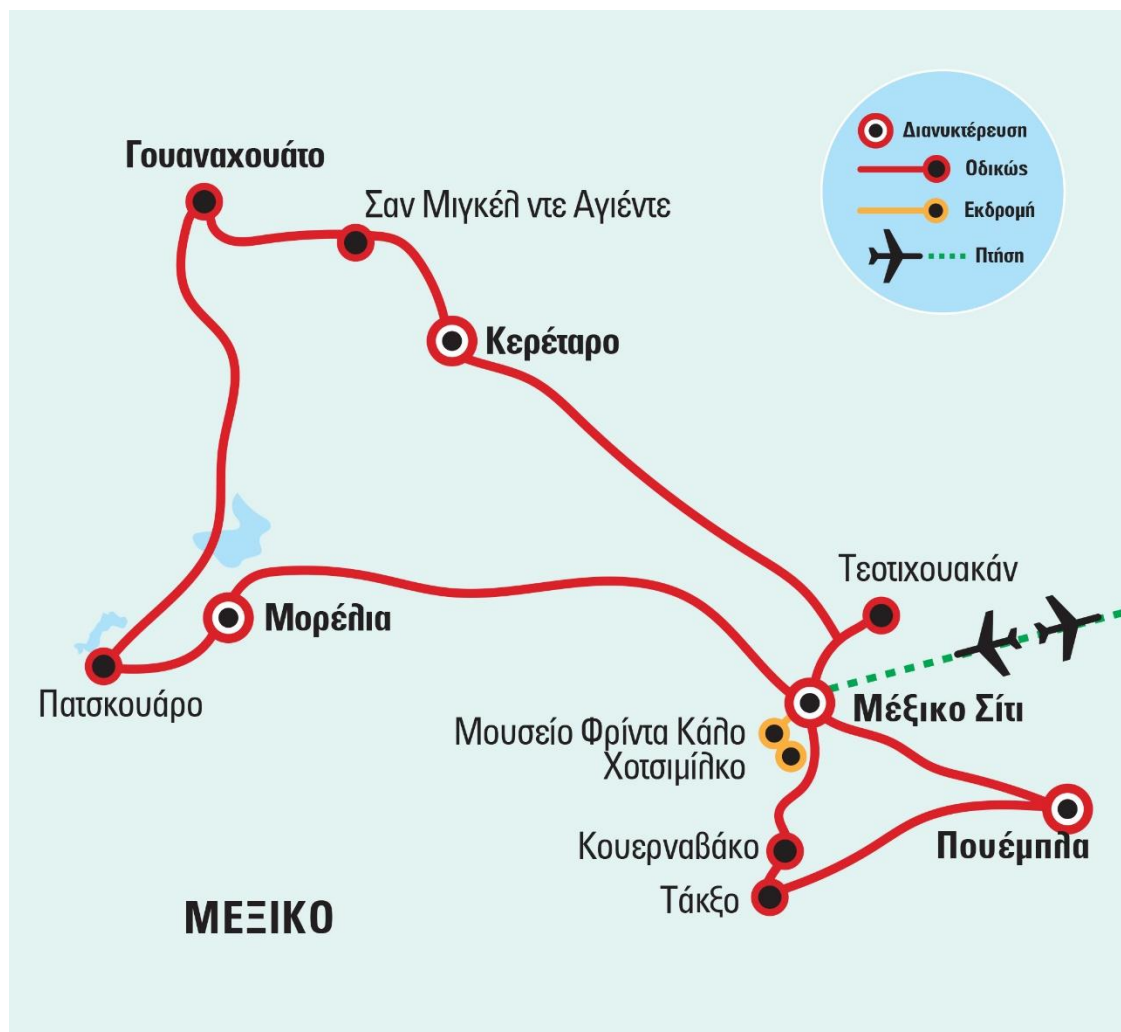 Διανυκτέρευση
Οδικώς
Εκδρομή
Πτήση
Γουαναχουάτο
Σαν Μιγκέλ ντε Αγιέντε
Κερέταρο
Τεοτιχουακάν
Μορέλια
Πατσκουάρο
Μέξικο Σίτι
Μουσείο Φρίντα Κάλο
Χοτσιμίλκο
Πουέμπλα
Κουερναβάκο
Τάκξο
ΜΕΞΙΚΟ